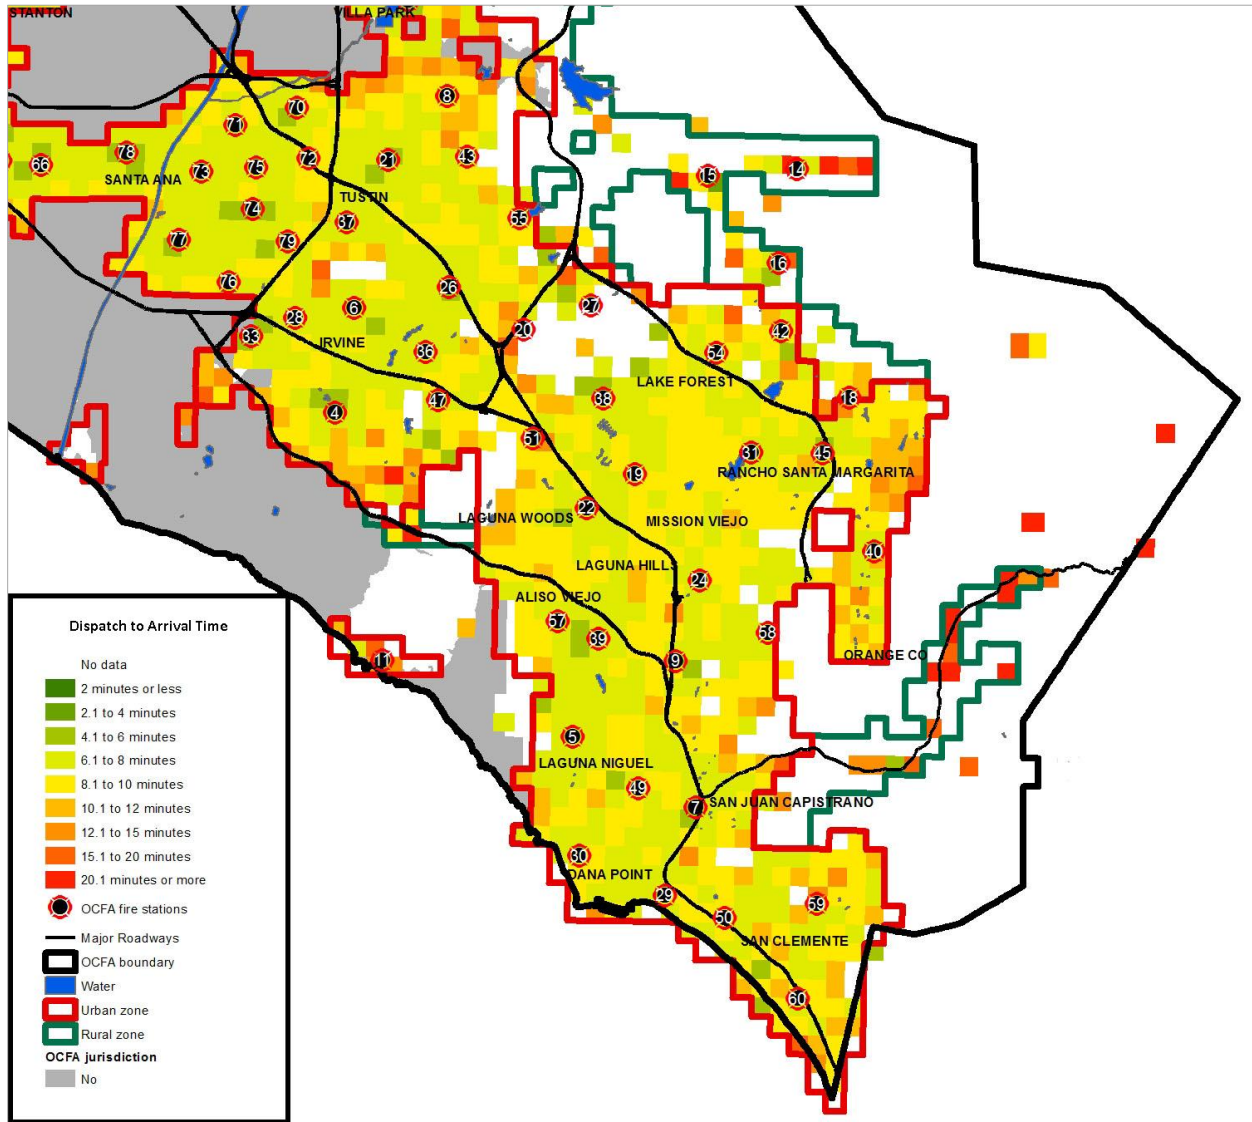 STANTON
VILLA PARK
8
70
71
78
72
21
43
66
73
75
15
14
SANTA ANA
TUSTIN
74
37
55
77
79
16
76
26
27
6
28
20
42
33
IRVINE
36
54
LAKE FOREST
38
18
47
4
51
31
45
19
RANCHO SANTA MARGARITA
22
LAGUNA WOODS
MISSION VIEJO
40
LAGUNA HILLS
24
ALISO VIEJO
57
39
58
9
11
ORANGE CO
5
LAGUNA NIGUEL
49
7
SAN JUAN CAPISTRANO
30
DANA POINT
29
59
50
SAN CLEMENTE
60
Dispatch to Arrival Time
No data
2 minutes or less
2.1 to 4 minutes
4.1 to 6 minutes
6.1 to 8 minutes
8.1 to 10 minutes
10.1 to 12 minutes
12.1 to 15 minutes
15.1 to 20 minutes
20.1 minutes or more
OCFA fire stations
Major Roadways
OCFA boundary
Water
Urban zone
Rural zone
OCFA jurisdiction
No